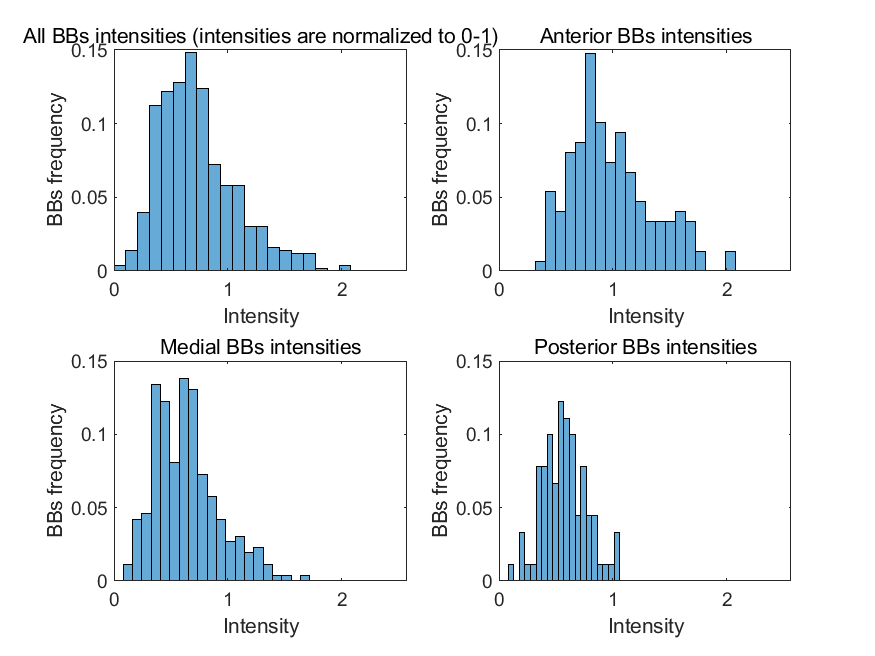 All BBs intensities (intensities are normalized to 0-1)
0.15
0.1
0.05
0
BBs frequency
0
1
2
Intensity
Anterior BBs intensities
0.15
0.1
0.05
0
BBs frequency
0
1
2
Intensity
Medial BBs intensities
0.15
0.1
0.05
0
BBs frequency
0
1
2
Intensity
Posterior BBs intensities
0.15
0.1
0.05
0
BBs frequency
0
1
2
Intensity